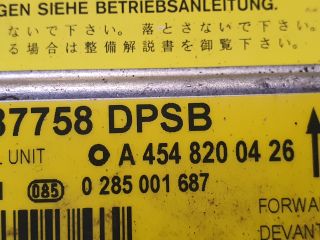 GEN SIEHE BETRIEBSANLEITUNG.
ないで下さい。落とさないで下さい。
る場合は整備解説書を御覧下さい。
37758 DPSB
UNIT
A 454 820 04 26
085
0 285 001 687
FORWA
DEVAN